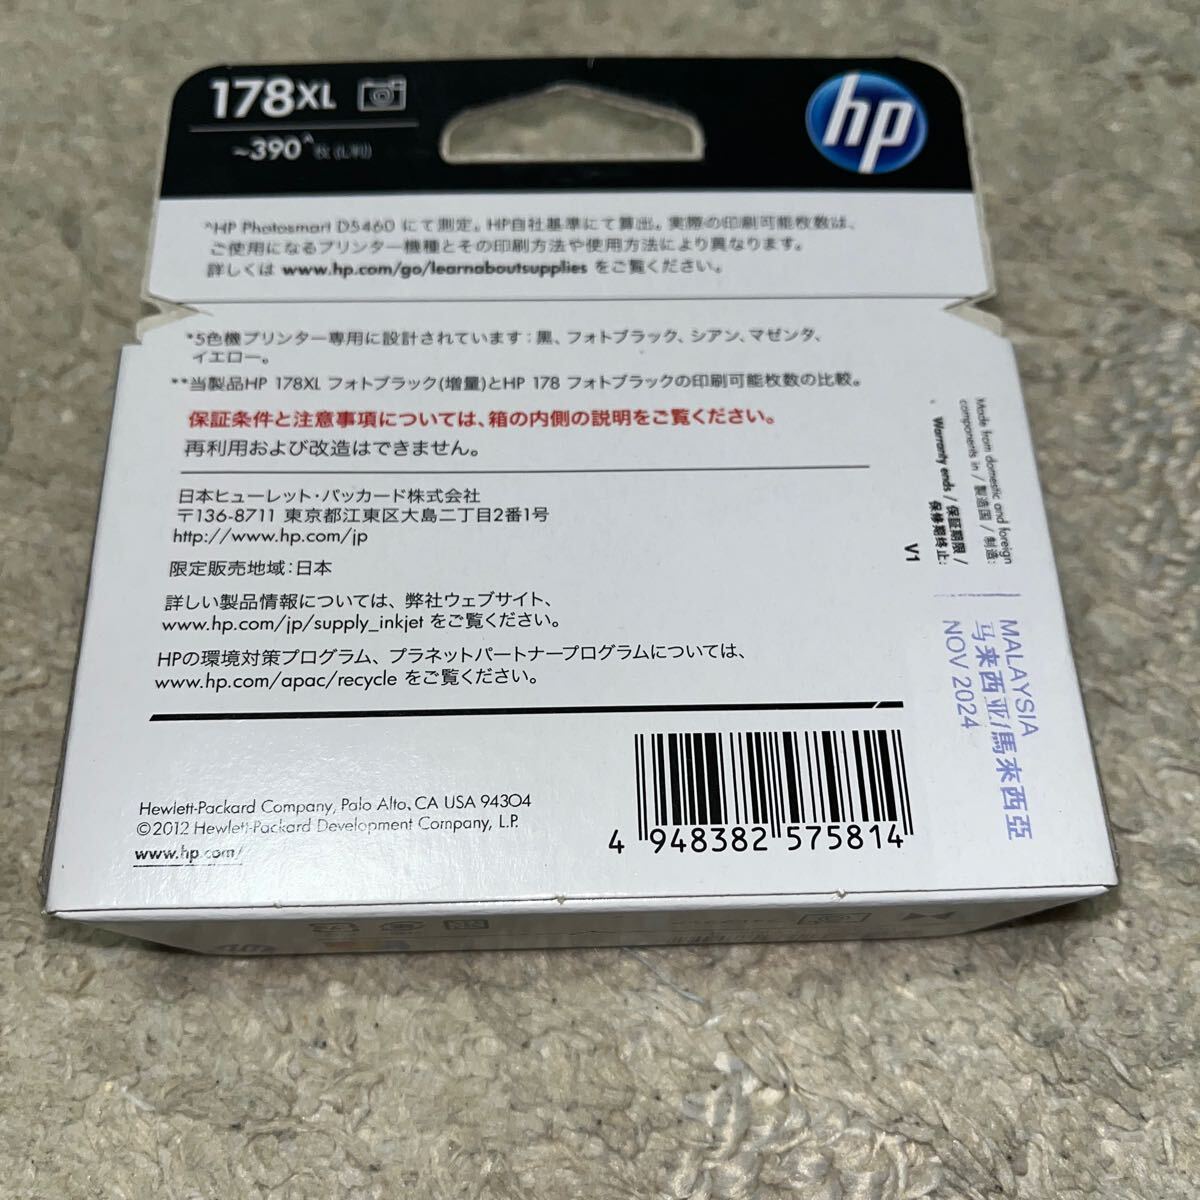 178XL
hp
~390^枚(L判)
^HP Photosmart D5460 にて測定。HP自社基準にて算出。実際の印刷可能枚数は、
ご使用になるプリンター機種とその印刷方法や使用方法により異なります。
詳しくは www.hp.com/go/learnaboutsupplies をご覧ください。
*5色機プリンター専用に設計されています：黒、フォトブラック、シアン、マゼンタ、
イエロー。
**当製品HP 178XL フォトブラック(増量)とHP 178 フォトブラックの印刷可能枚数の比較。
保証条件と注意事項については、箱の内側の説明をご覧ください。
再利用および改造はできません。
日本ヒューレット・パッカード株式会社
〒136-8711 東京都江東区大島二丁目2番1号
http://www.hp.com/jp
限定販売地域：日本
詳しい製品情報については、弊社ウェブサイト、
www.hp.com/jp/supply_inkjet をご覧ください。
HPの環境対策プログラム、プラネットパートナープログラムについては、
www.hp.com/apac/recycle をご覧ください。
Hewlett-Packard Company, Palo Alto, CA USA 94304
©2012 Hewlett-Packard Development Company, L.P.
www.hp.com/
4 948382 575814
Made from domestic and foreign
components in / 製造国 / 制造:
Warranty ends / 保証期限 /
保修期终止:
V1
MALAYSIA
马来西亚/馬來西亞
NOV 2024